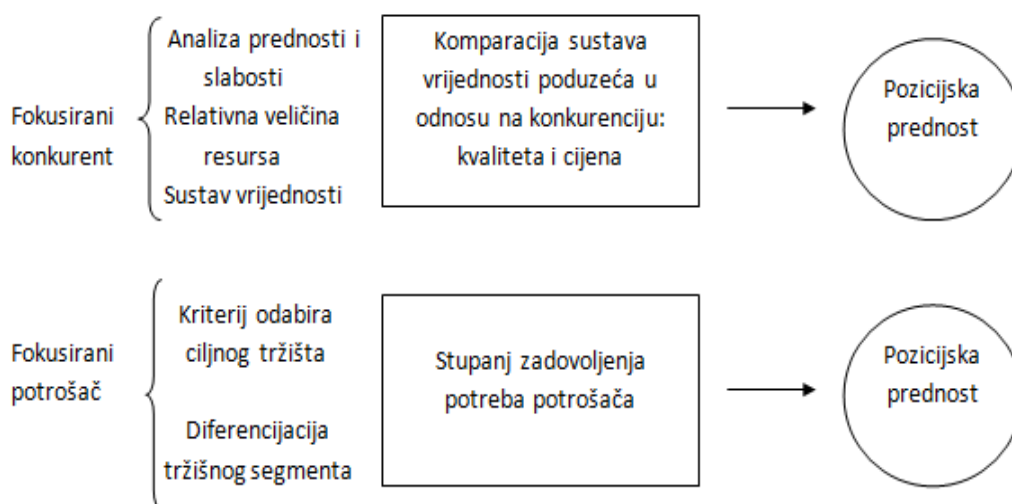 Fokusirani
konkurent
Analiza prednosti i
slabosti
Relativna veličina
resursa
Sustav vrijednosti
Komparacija sustava
vrijednosti poduzeća u
odnosu na konkurenciju:
kvaliteta i cijena
Pozicijska
prednost
Fokusirani
potrošač
Kriterij odabira
ciljnog tržišta
Diferencijacija
tržišnog segmenta
Stupanj zadovoljenja
potreba potrošača
Pozicijska
prednost